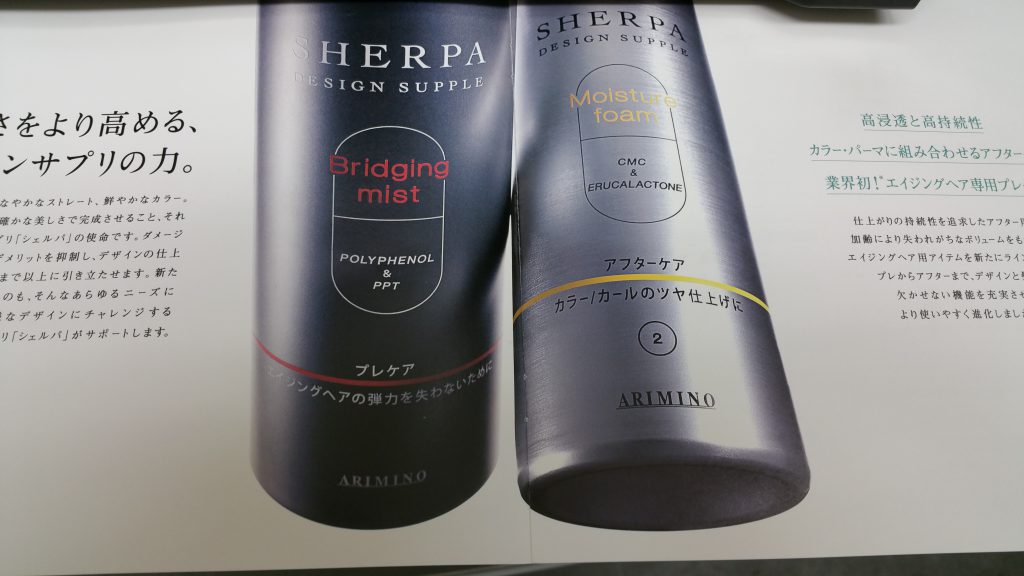 さをより高める、
ンサプリの力。
なやかなストレート、鮮やかなカラー。
確かな美しさで完成させること、それ
プリ「シェルパ」の使命です。ダメージ
デメリットを抑制し、デザインの仕上
まで以上に引き立たせます。新た
のも、そんなあらゆるニーズに
なデザインにチャレンジする
リ「シェルパ」がサポートします。
SHERPA
DESIGN SUPPLE
Bridging
mist
POLYPHENOL
&
PPT
プレケア
エイジングヘアの弾力を失わないために
ARIMINO
SHERPA
DESIGN SUPPLE
Moisture
foam
CMC
&
ERUCALACTONE
アフターケア
カラー/カールのツヤ仕上げに
2
ARIMINO
高浸透と高持続性
カラー・パーマに組み合わせるアフター
業界初!*エイジングヘア専用プレ
仕上がりの持続性を追求したアフター
加齢により失われがちなボリュームをも
エイジングヘア用アイテムを新たにライン
プレからアフターまで、デザインと
欠かせない機能を充実させ
より使いやすく進化しまし